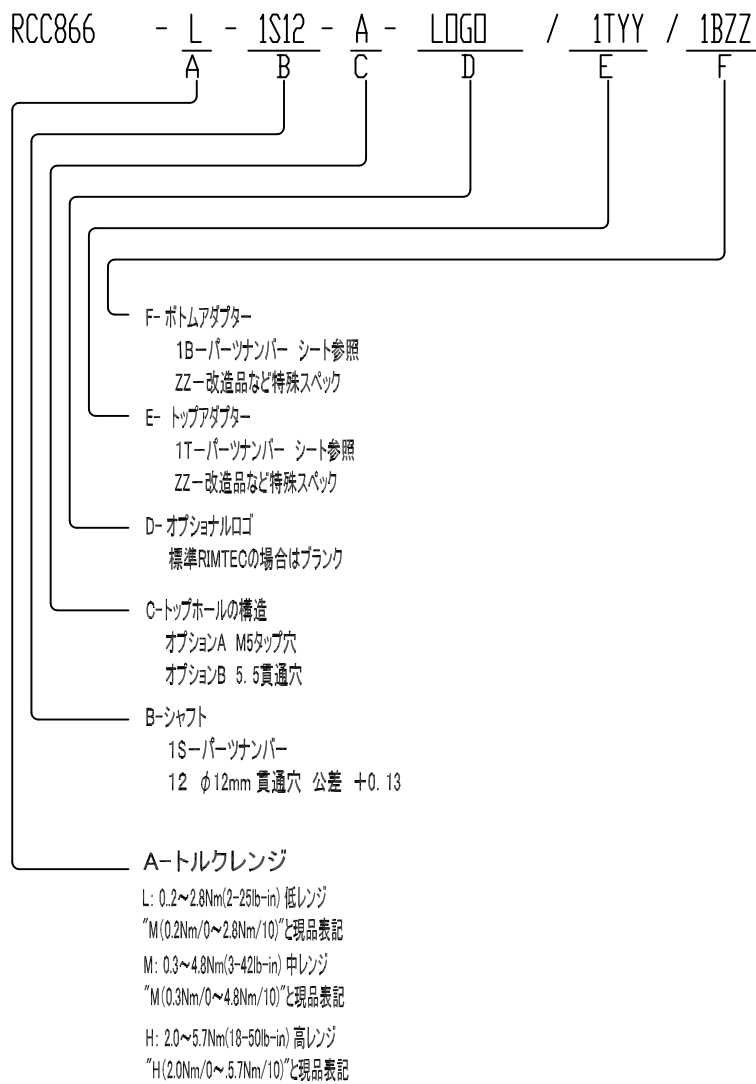 RCC866 - L - 1S12 - A - LOGO / 1TYY / 1BZZ
A B C D E F
F- ボトムアダプター
1B－パーツナンバー シート参照
ZZ－改造品など特殊スペック
E- トップアダプター
1T－パーツナンバー シート参照
ZZ－改造品など特殊スペック
D-オプショナルロゴ
標準RIMTECの場合はブランク
C-トップホールの構造
オプションA M5タップ穴
オプションB 5.5貫通穴
B-シャフト
1S－パーツナンバー
12 φ12mm 貫通穴 公差 ＋0.13
A-トルクレンジ
L: 0.2～2.8Nm(2-25lb-in) 低レンジ
"M(0.2Nm/0～2.8Nm/10)"と現品表記
M: 0.3～4.8Nm(3-42lb-in) 中レンジ
"M(0.3Nm/0～4.8Nm/10)"と現品表記
H: 2.0～5.7Nm(18-50lb-in) 高レンジ
"H(2.0Nm/0～.5.7Nm/10)"と現品表記